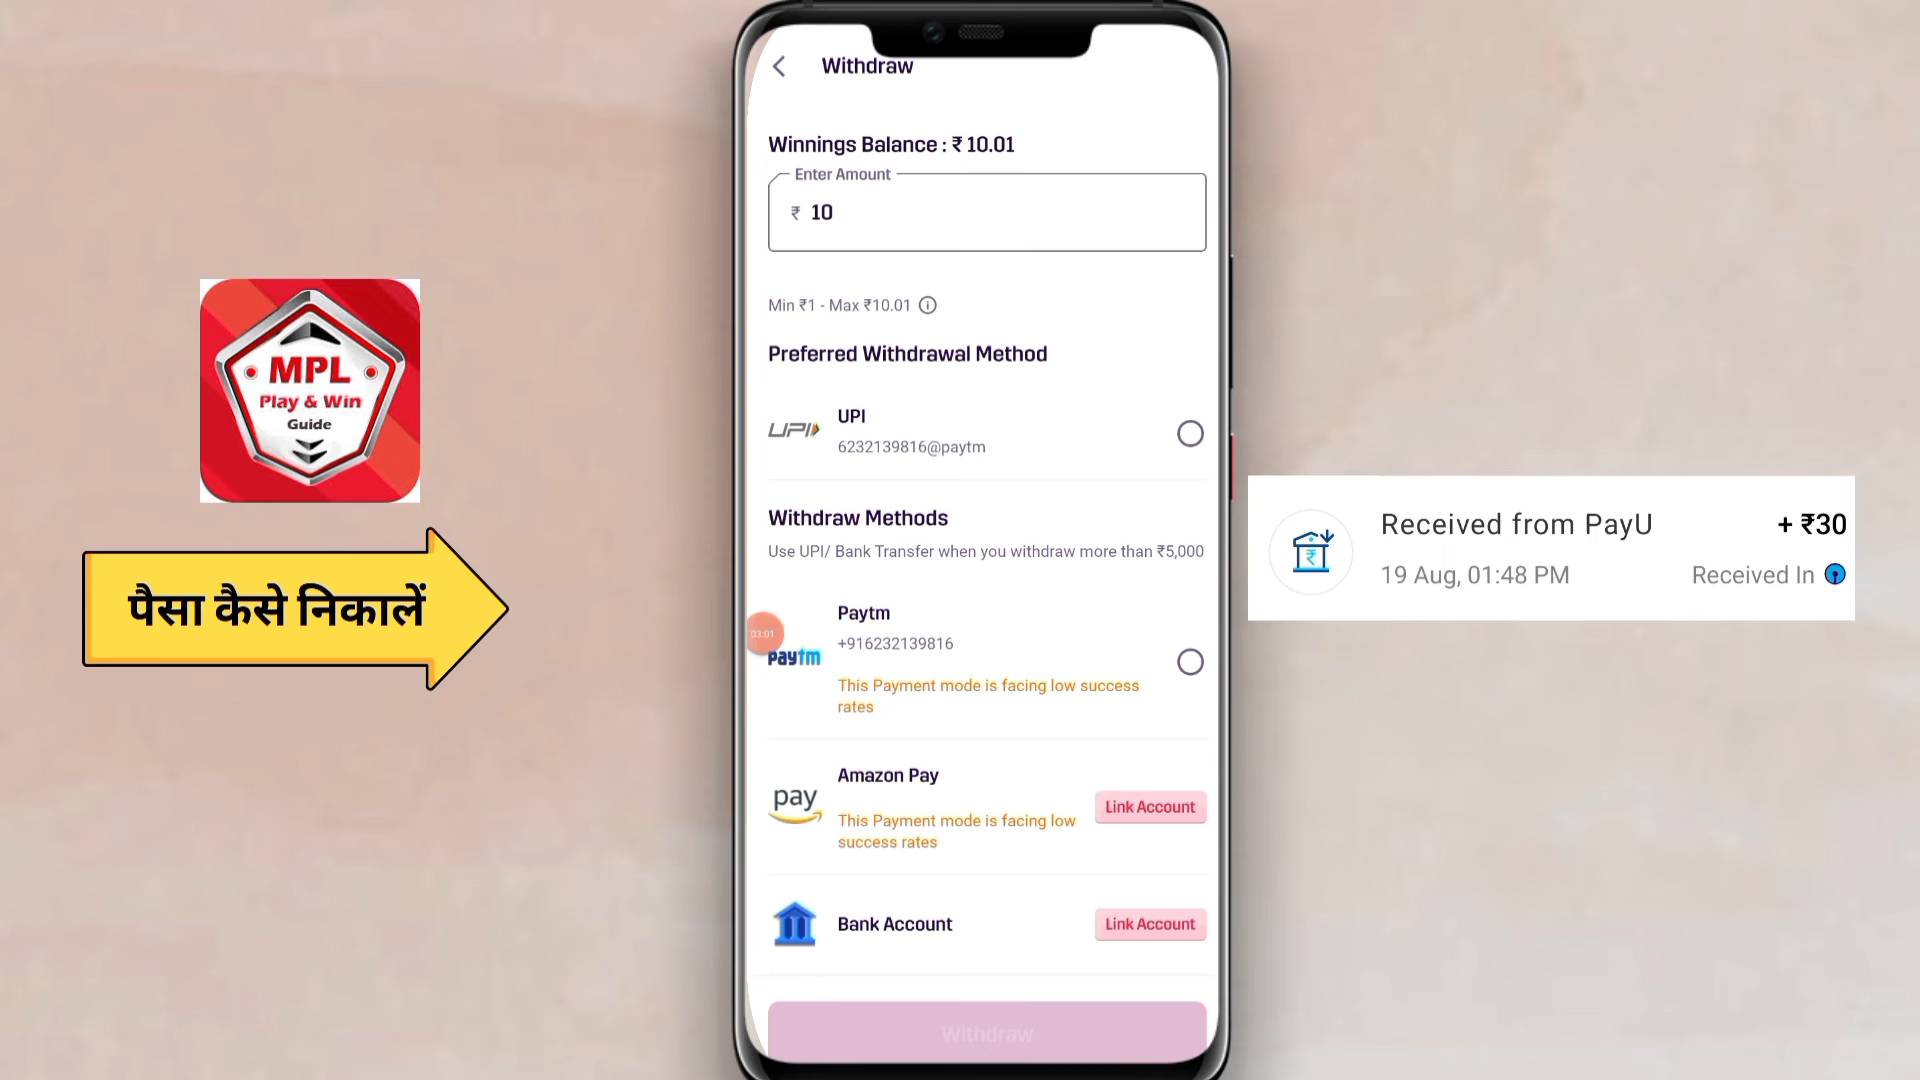 Withdraw
Winnings Balance : ₹ 10.01
Enter Amount
₹ 10
Min ₹1 - Max ₹10.01
Preferred Withdrawal Method
UPI
UPI
6232139816@paytm
Withdraw Methods
Use UPI/ Bank Transfer when you withdraw more than ₹5,000
Paytm
+916232139816
03:01
paytm
This Payment mode is facing low success
rates
Amazon Pay
pay
This Payment mode is facing low
success rates
Link Account
Bank Account
Link Account
Withdraw
MPL
Play & Win
Guide
पैसा कैसे निकालें
Received from PayU + ₹30
19 Aug, 01:48 PM Received In